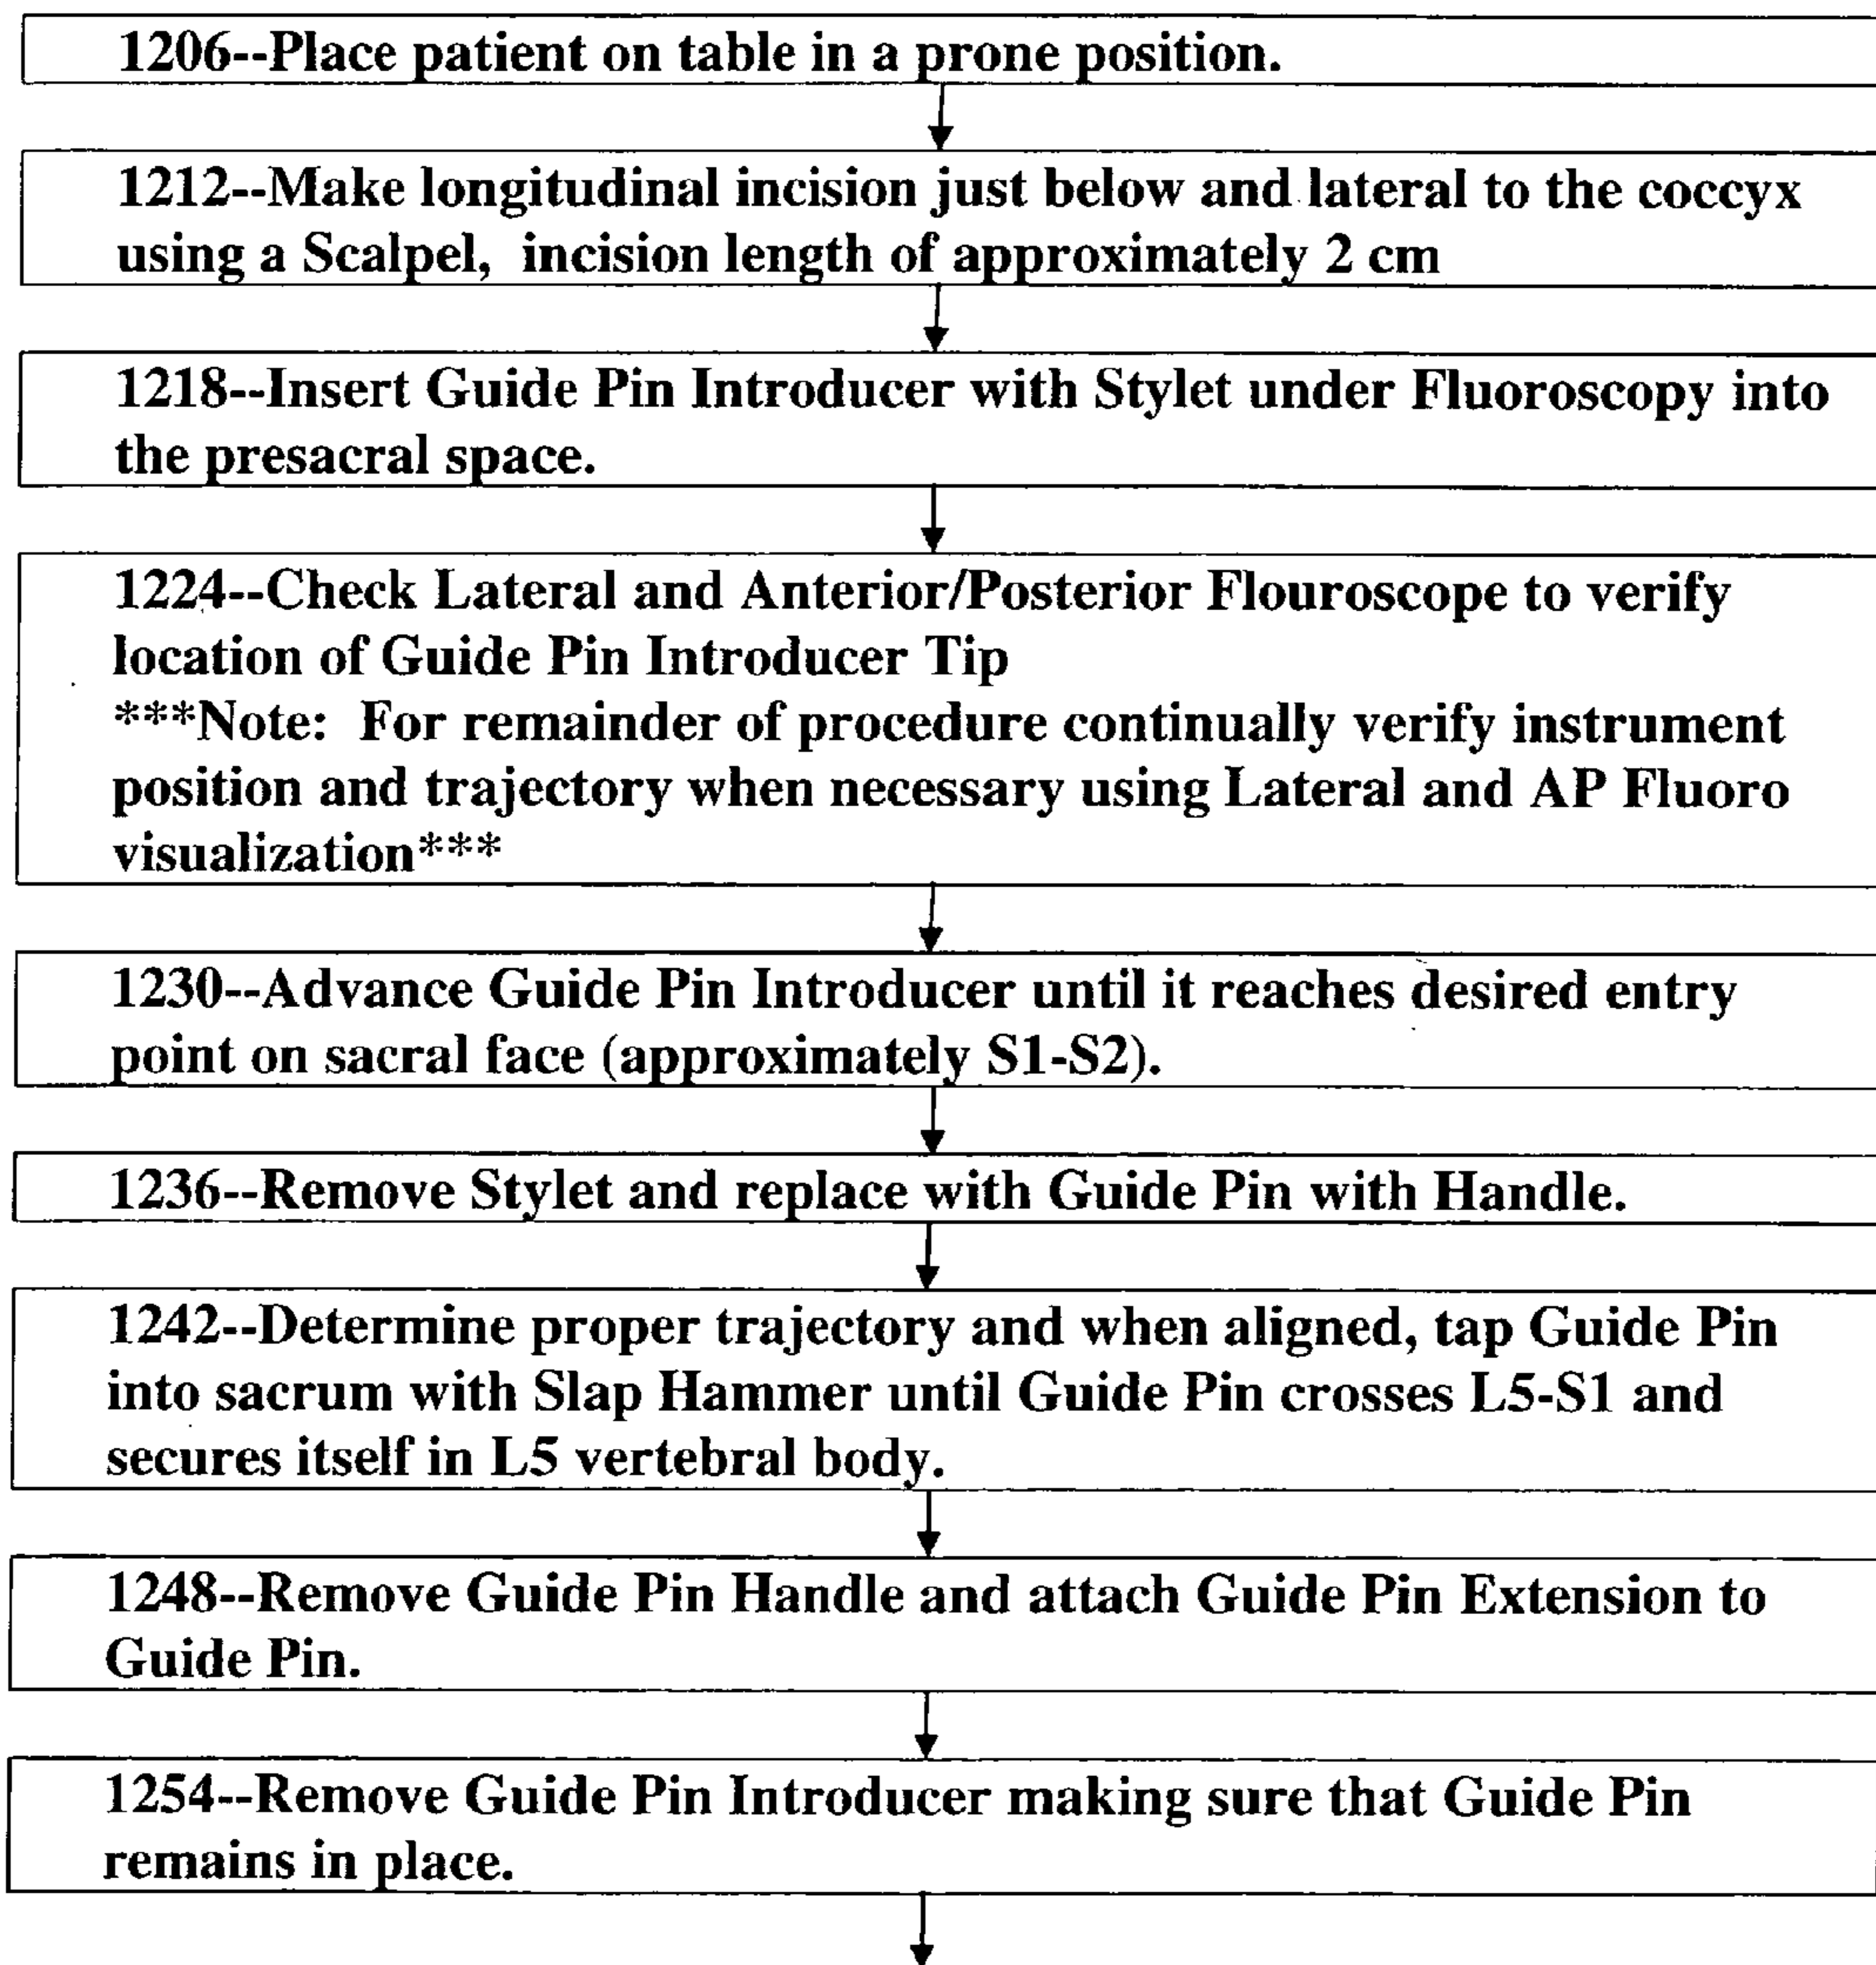 1206--Place patient on table in a prone position.
1212--Make longitudinal incision just below and lateral to the coccyx
using a Scalpel, incision length of approximately 2 cm
1218--Insert Guide Pin Introducer with Stylet under Fluoroscopy into
the presacral space.
1224--Check Lateral and Anterior/Posterior Flouroscope to verify
location of Guide Pin Introducer Tip
***Note: For remainder of procedure continually verify instrument
position and trajectory when necessary using Lateral and AP Fluoro
visualization***
1230--Advance Guide Pin Introducer until it reaches desired entry
point on sacral face (approximately S1-S2).
1236--Remove Stylet and replace with Guide Pin with Handle.
1242--Determine proper trajectory and when aligned, tap Guide Pin
into sacrum with Slap Hammer until Guide Pin crosses L5-S1 and
secures itself in L5 vertebral body.
1248--Remove Guide Pin Handle and attach Guide Pin Extension to
Guide Pin.
1254--Remove Guide Pin Introducer making sure that Guide Pin
remains in place.